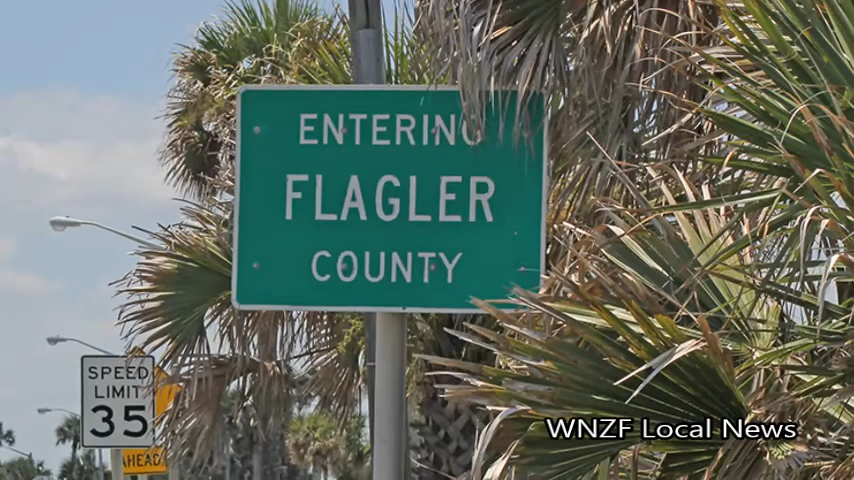 ENTERING
FLAGLER
COUNTY
SPEED
LIMIT
35
AHEAD
WNZF Local News